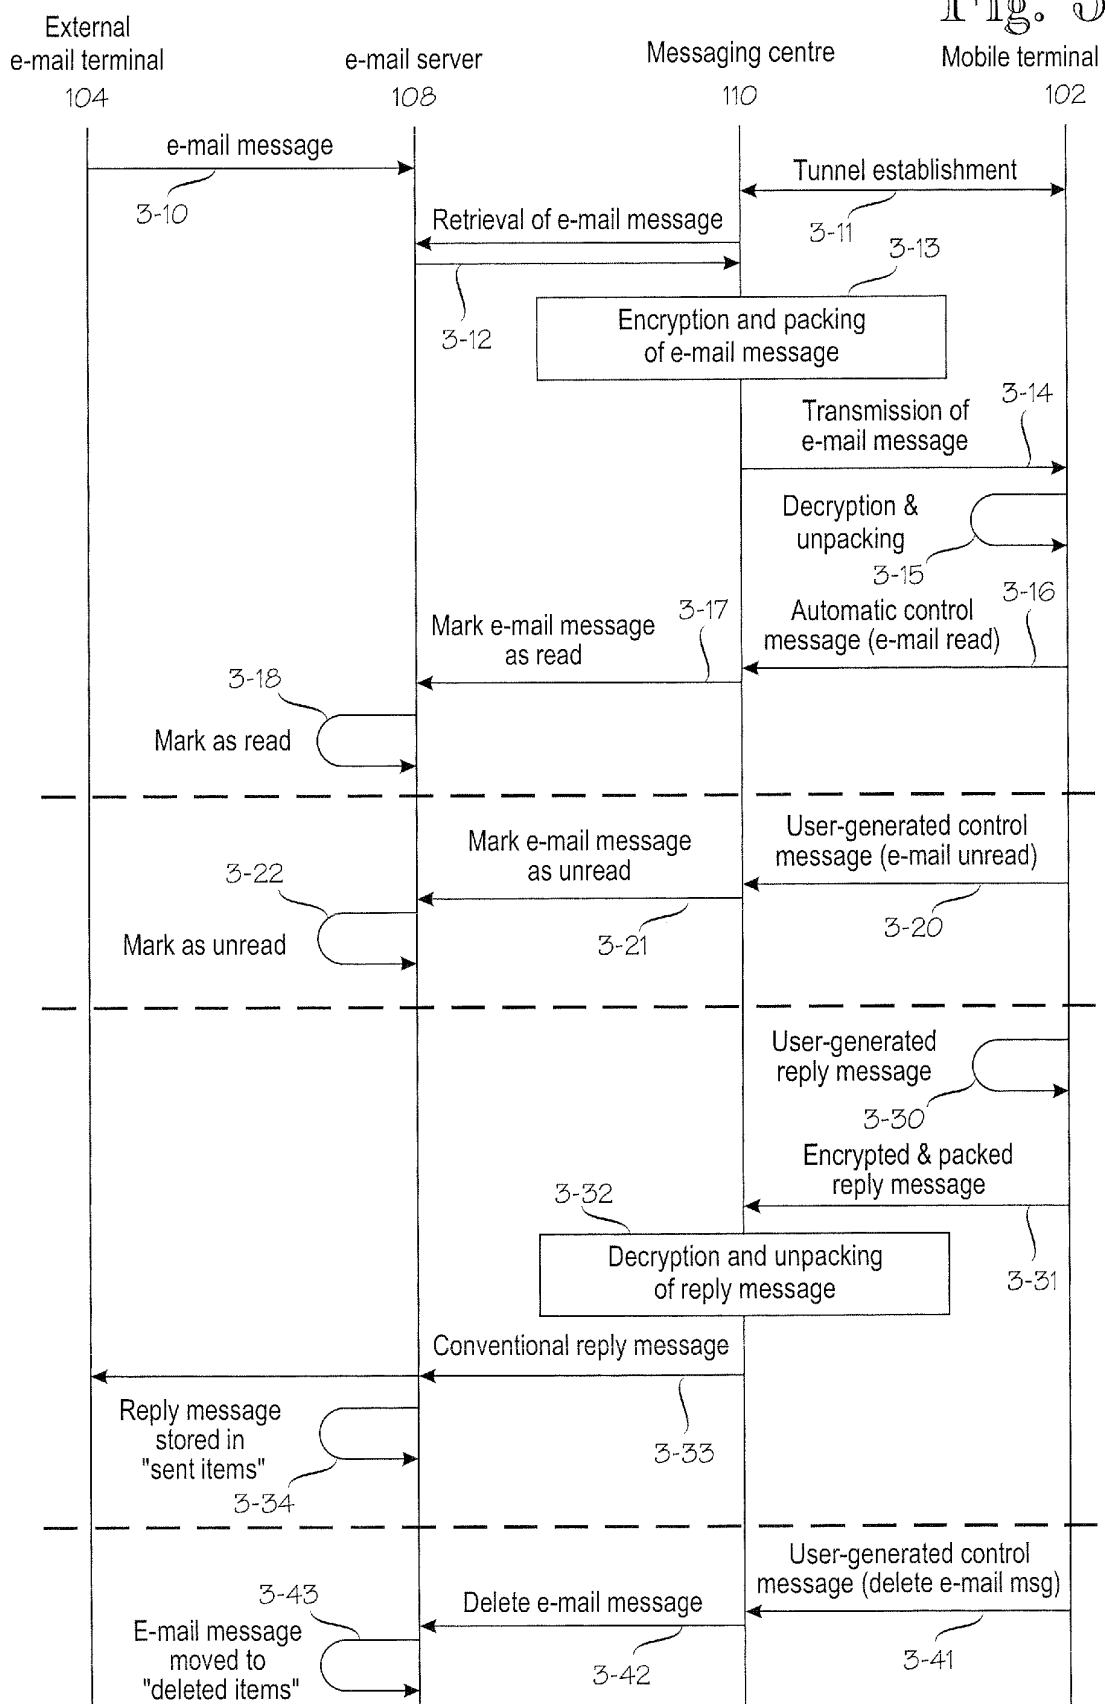 Fig. 3
External
e-mail terminal
104
e-mail server
108
Messaging centre
110
Mobile terminal
102
e-mail message
3-10
Tunnel establishment
3-11
Retrieval of e-mail message
3-12
3-13
Encryption and packing
of e-mail message
3-14
Transmission of
e-mail message
Decryption &
unpacking
3-15
3-16
Automatic control
message (e-mail read)
3-17
Mark e-mail message
as read
3-18
Mark as read
User-generated control
message (e-mail unread)
3-20
Mark e-mail message
as unread
3-21
3-22
Mark as unread
User-generated
reply message
3-30
Encrypted & packed
reply message
3-31
3-32
Decryption and unpacking
of reply message
Conventional reply message
3-33
Reply message
stored in
"sent items"
3-34
User-generated control
message (delete e-mail msg)
3-41
Delete e-mail message
3-42
3-43
E-mail message
moved to
"deleted items"